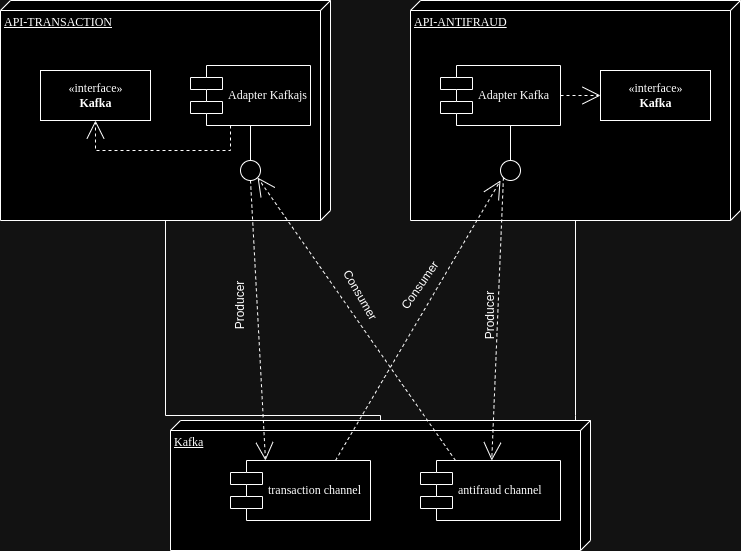 API-TRANSACTION
«interface»
Kafka
Adapter Kafkajs
API-ANTIFRAUD
Adapter Kafka
«interface»
Kafka
Producer
Consumer
Consumer
Producer
Kafka
transaction channel
antifraud channel